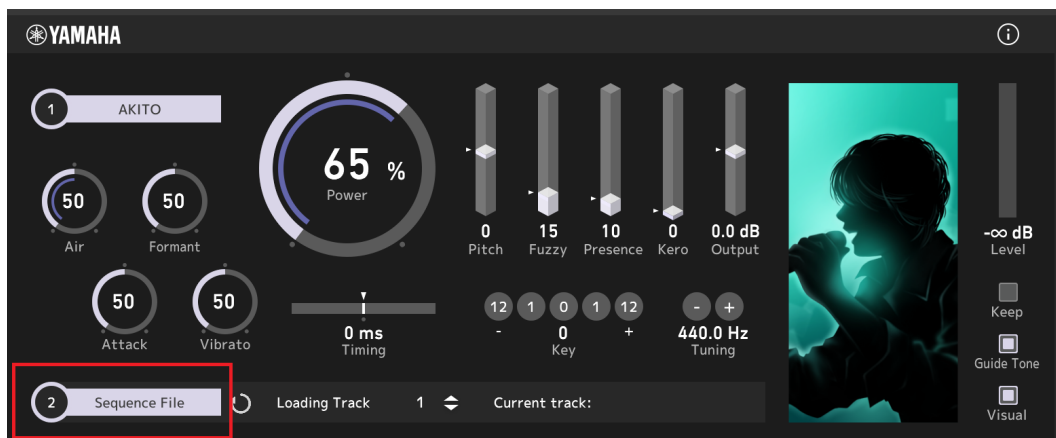 YAMAHA
i
1 AKITO
50 Air
50 Formant
50 Attack
50 Vibrato
65 %
Power
0 ms
Timing
0 Pitch
15 Fuzzy
10 Presence
0 Kero
0.0 dB Output
12 1 0 1 12
- 0 +
Key
- +
440.0 Hz
Tuning
-∞ dB
Level
Keep
Guide Tone
Visual
2 Sequence File
Loading Track 1 Current track: